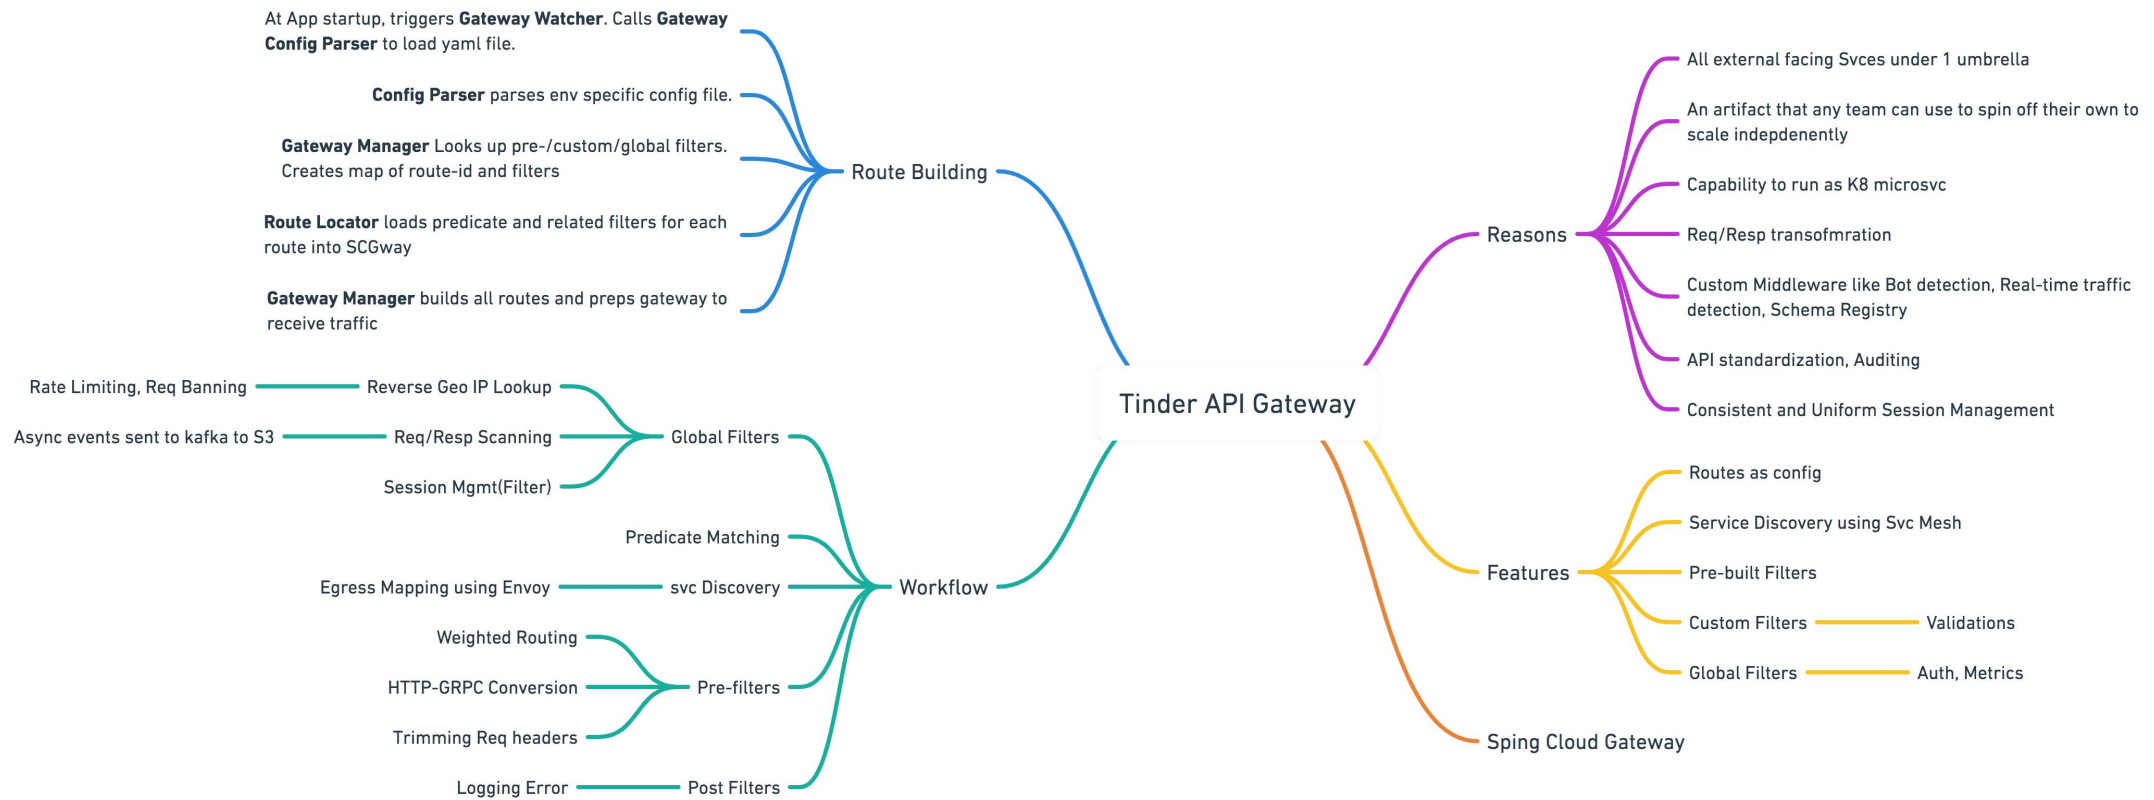 At App startup, triggers Gateway Watcher. Calls Gateway
Config Parser to load yaml file.
Config Parser parses env specific config file.
Gateway Manager Looks up pre-/custom/global filters.
Creates map of route-id and filters
Route Locator loads predicate and related filters for each
route into SCGway
Gateway Manager builds all routes and preps gateway to
receive traffic
Route Building
Tinder API Gateway
Reasons
All external facing Svces under 1 umbrella
An artifact that any team can use to spin off their own to
scale indepdenently
Capability to run as K8 microsvc
Req/Resp transofmration
Custom Middleware like Bot detection, Real-time traffic
detection, Schema Registry
API standardization, Auditing
Consistent and Uniform Session Management
Rate Limiting, Req Banning
Reverse Geo IP Lookup
Async events sent to kafka to S3
Req/Resp Scanning
Global Filters
Session Mgmt(Filter)
Predicate Matching
Egress Mapping using Envoy
svc Discovery
Workflow
Weighted Routing
HTTP-GRPC Conversion
Pre-filters
Trimming Req headers
Logging Error
Post Filters
Features
Routes as config
Service Discovery using Svc Mesh
Pre-built Filters
Custom Filters
Validations
Global Filters
Auth, Metrics
Sping Cloud Gateway